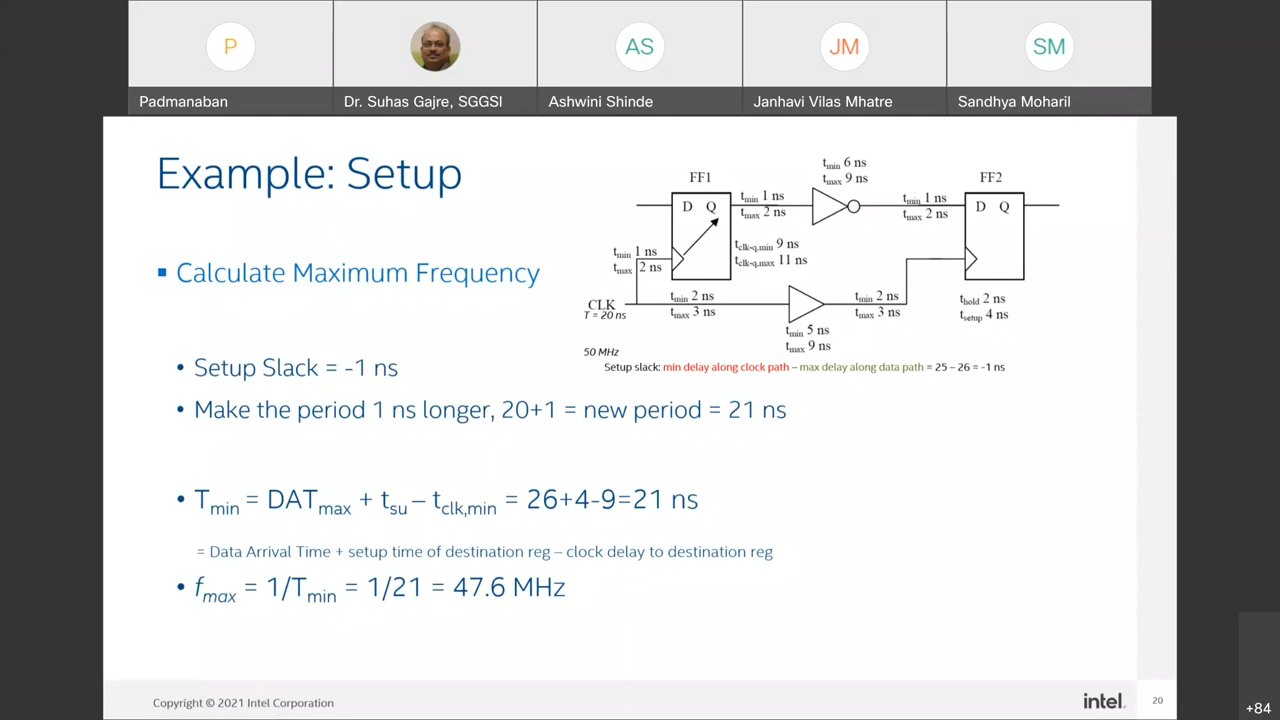 P
AS
JM
SM
Padmanaban
Dr. Suhas Gajre, SGGSI
Ashwini Shinde
Janhavi Vilas Mhatre
Sandhya Moharil
Example: Setup
▪ Calculate Maximum Frequency
FF1
D Q
tmin 1 ns
tmax 2 ns
tmin 6 ns
tmax 9 ns
tmin 1 ns
tmax 2 ns
FF2
D Q
tmin 1 ns
tmax 2 ns
tclk-q,min 9 ns
tclk-q,max 11 ns
CLK
T = 20 ns
tmin 2 ns
tmax 3 ns
tmin 2 ns
tmax 3 ns
thold 2 ns
tsetup 4 ns
tmin 5 ns
tmax 9 ns
50 MHz
Setup slack: min delay along clock path – max delay along data path = 25 – 26 = -1 ns
• Setup Slack = -1 ns
• Make the period 1 ns longer, 20+1 = new period = 21 ns
• Tmin = DATmax + tsu – tclk,min = 26+4-9=21 ns
= Data Arrival Time + setup time of destination reg – clock delay to destination reg
• fmax = 1/Tmin = 1/21 = 47.6 MHz
Copyright © 2021 Intel Corporation
intel.
20
+84